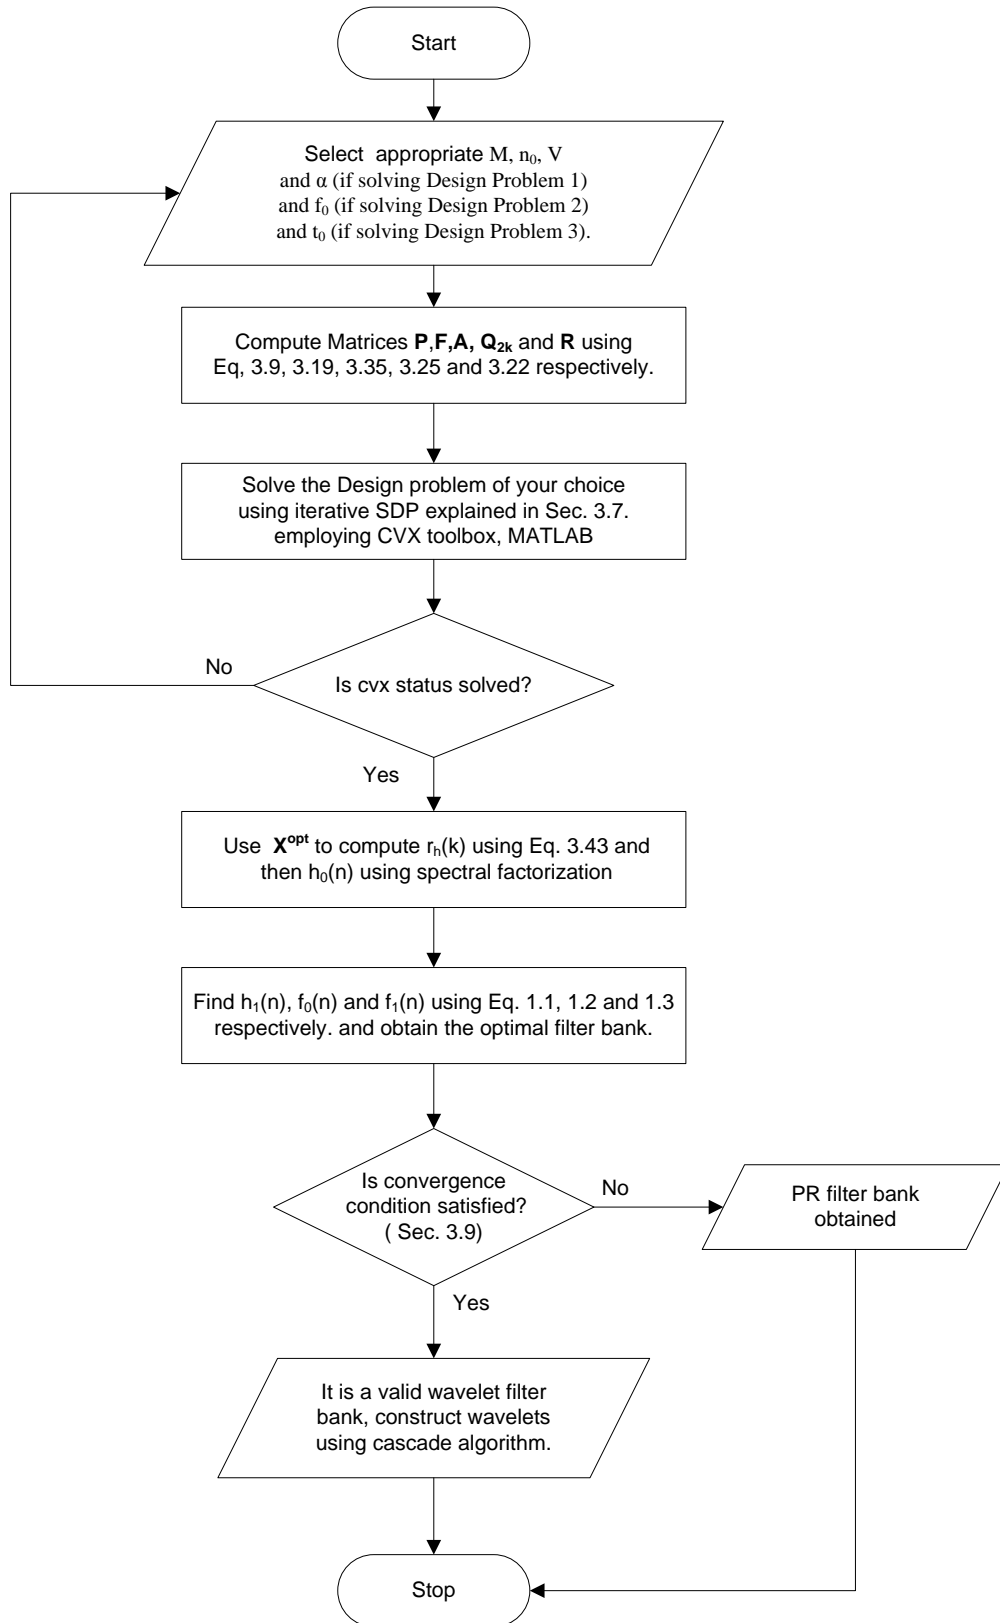 Start
Select appropriate M, n₀, V
and α (if solving Design Problem 1)
and f₀ (if solving Design Problem 2)
and t₀ (if solving Design Problem 3).
Compute Matrices P,F,A, Q₂ₖ and R using
Eq, 3.9, 3.19, 3.35, 3.25 and 3.22 respectively.
Solve the Design problem of your choice
using iterative SDP explained in Sec. 3.7.
employing CVX toolbox, MATLAB
No
Is cvx status solved?
Yes
Use Xᵒᵖᵗ to compute rₕ(k) using Eq. 3.43 and
then h₀(n) using spectral factorization
Find h₁(n), f₀(n) and f₁(n) using Eq. 1.1, 1.2 and 1.3
respectively. and obtain the optimal filter bank.
Is convergence
condition satisfied?
( Sec. 3.9)
No
PR filter bank
obtained
Yes
It is a valid wavelet filter
bank, construct wavelets
using cascade algorithm.
Stop